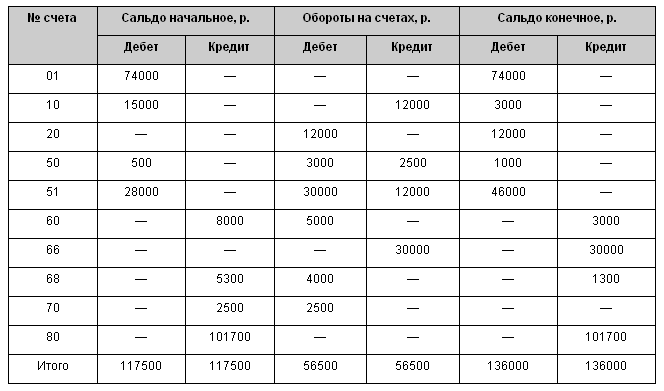 № счета Сальдо начальное, р. Обороты на счетах, р. Сальдо конечное, р.
Дебет Кредит Дебет Кредит Дебет Кредит
01 74000 — — — 74000 —
10 15000 — — 12000 3000 —
20 — — 12000 — 12000 —
50 500 — 3000 2500 1000 —
51 28000 — 30000 12000 46000 —
60 — 8000 5000 — — 3000
66 — — — 30000 — 30000
68 — 5300 4000 — — 1300
70 — 2500 2500 — — —
80 — 101700 — — — 101700
Итого 117500 117500 56500 56500 136000 136000